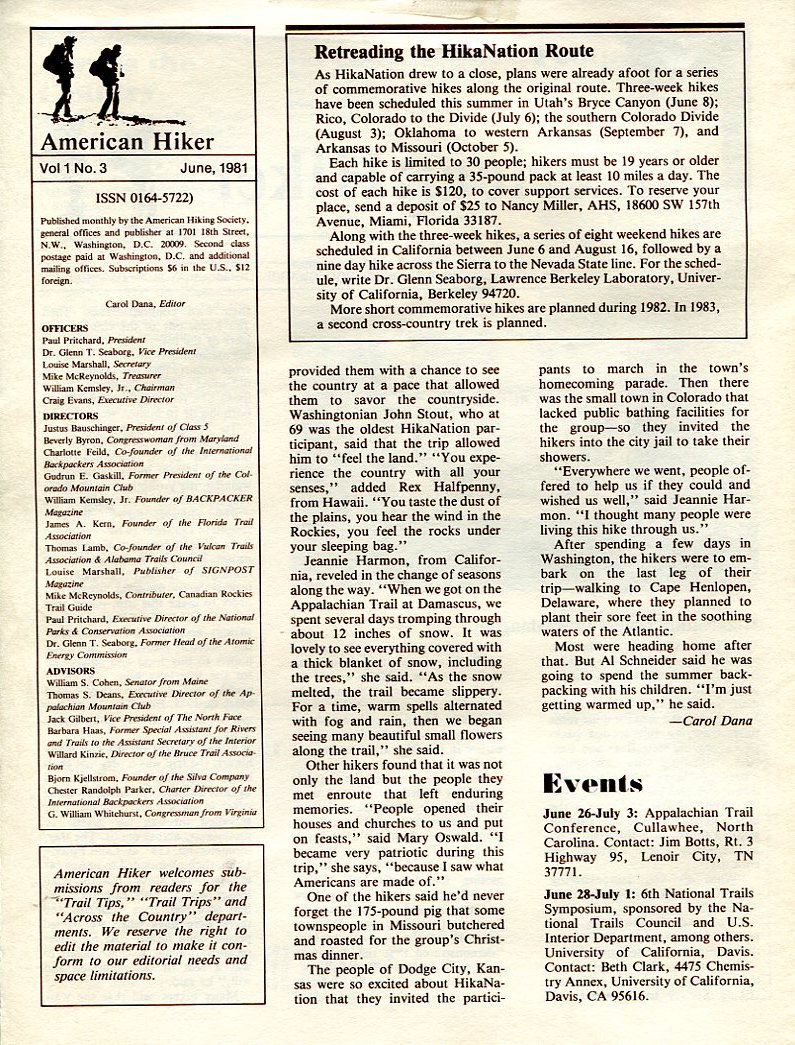 American Hiker
Vol 1 No. 3 June, 1981
ISSN 0164-5722)
Published monthly by the American Hiking Society,
general offices and publisher at 1701 18th Street,
N.W., Washington, D.C. 20009. Second class
postage paid at Washington, D.C. and additional
mailing offices. Subscriptions $6 in the U.S., $12
foreign.
Carol Dana, Editor
OFFICERS
Paul Pritchard, President
Dr. Glenn T. Seaborg, Vice President
Louise Marshall, Secretary
Mike McReynolds, Treasurer
William Kemsley, Jr., Chairman
Craig Evans, Executive Director
DIRECTORS
Justus Bauschinger, President of Class 5
Beverly Byron, Congresswoman from Maryland
Charlotte Feild, Co-founder of the International
Backpackers Association
Gudrun E. Gaskill, Former President of the Col-
orado Mountain Club
William Kemsley, Jr. Founder of BACKPACKER
Magazine
James A. Kern, Founder of the Florida Trail
Association
Thomas Lamb, Co-founder of the Vulcan Trails
Association & Alabama Trails Council
Louise Marshall, Publisher of SIGNPOST
Magazine
Mike McReynolds, Contributer, Canadian Rockies
Trail Guide
Paul Pritchard, Executive Director of the National
Parks & Conservation Association
Dr. Glenn T. Seaborg, Former Head of the Atomic
Energy Commission
ADVISORS
William S. Cohen, Senator from Maine
Thomas S. Deans, Executive Director of the Ap-
palachian Mountain Club
Jack Gilbert, Vice President of The North Face
Barbara Haas, Former Special Assistant for Rivers
and Trails to the Assistant Secretary of the Interior
Willard Kinzie, Director of the Bruce Trail Associa-
tion
Bjorn Kjellstrom, Founder of the Silva Company
Chester Randolph Parker, Charter Director of the
International Backpackers Association
G. William Whitehurst, Congressman from Virginia
American Hiker welcomes sub-
missions from readers for the
"Trail Tips," "Trail Trips" and
"Across the Country" depart-
ments. We reserve the right to
edit the material to make it con-
form to our editorial needs and
space limitations.
Retreading the HikaNation Route
As HikaNation drew to a close, plans were already afoot for a series
of commemorative hikes along the original route. Three-week hikes
have been scheduled this summer in Utah's Bryce Canyon (June 8);
Rico, Colorado to the Divide (July 6); the southern Colorado Divide
(August 3); Oklahoma to western Arkansas (September 7), and
Arkansas to Missouri (October 5).
Each hike is limited to 30 people; hikers must be 19 years or older
and capable of carrying a 35-pound pack at least 10 miles a day. The
cost of each hike is $120, to cover support services. To reserve your
place, send a deposit of $25 to Nancy Miller, AHS, 18600 SW 157th
Avenue, Miami, Florida 33187.
Along with the three-week hikes, a series of eight weekend hikes are
scheduled in California between June 6 and August 16, followed by a
nine day hike across the Sierra to the Nevada State line. For the sched-
ule, write Dr. Glenn Seaborg, Lawrence Berkeley Laboratory, Univer-
sity of California, Berkeley 94720.
More short commemorative hikes are planned during 1982. In 1983,
a second cross-country trek is planned.
provided them with a chance to see
the country at a pace that allowed
them to savor the countryside.
Washingtonian John Stout, who at
69 was the oldest HikaNation par-
ticipant, said that the trip allowed
him to "feel the land." "You expe-
rience the country with all your
senses," added Rex Halfpenny,
from Hawaii. "You taste the dust of
the plains, you hear the wind in the
Rockies, you feel the rocks under
your sleeping bag."
Jeannie Harmon, from Califor-
nia, reveled in the change of seasons
along the way. "When we got on the
Appalachian Trail at Damascus, we
spent several days tromping through
about 12 inches of snow. It was
lovely to see everything covered with
a thick blanket of snow, including
the trees," she said. "As the snow
melted, the trail became slippery.
For a time, warm spells alternated
with fog and rain, then we began
seeing many beautiful small flowers
along the trail," she said.
Other hikers found that it was not
only the land but the people they
met enroute that left enduring
memories. "People opened their
houses and churches to us and put
on feasts," said Mary Oswald. "I
became very patriotic during this
trip," she says, "because I saw what
Americans are made of."
One of the hikers said he'd never
forget the 175-pound pig that some
townspeople in Missouri butchered
and roasted for the group's Christ-
mas dinner.
The people of Dodge City, Kan-
sas were so excited about HikaNa-
tion that they invited the partici-
pants to march in the town's
homecoming parade. Then there
was the small town in Colorado that
lacked public bathing facilities for
the group—so they invited the
hikers into the city jail to take their
showers.
"Everywhere we went, people of-
fered to help us if they could and
wished us well," said Jeannie Har-
mon. "I thought many people were
living this hike through us."
After spending a few days in
Washington, the hikers were to em-
bark on the last leg of their
trip—walking to Cape Henlopen,
Delaware, where they planned to
plant their sore feet in the soothing
waters of the Atlantic.
Most were heading home after
that. But Al Schneider said he was
going to spend the summer back-
packing with his children. "I'm just
getting warmed up," he said.
—Carol Dana
Events
June 26-July 3: Appalachian Trail
Conference, Cullawhee, North
Carolina. Contact: Jim Botts, Rt. 3
Highway 95, Lenoir City, TN
37771.
June 28-July 1: 6th National Trails
Symposium, sponsored by the Na-
tional Trails Council and U.S.
Interior Department, among others.
University of California, Davis.
Contact: Beth Clark, 4475 Chemis-
try Annex, University of California,
Davis, CA 95616.